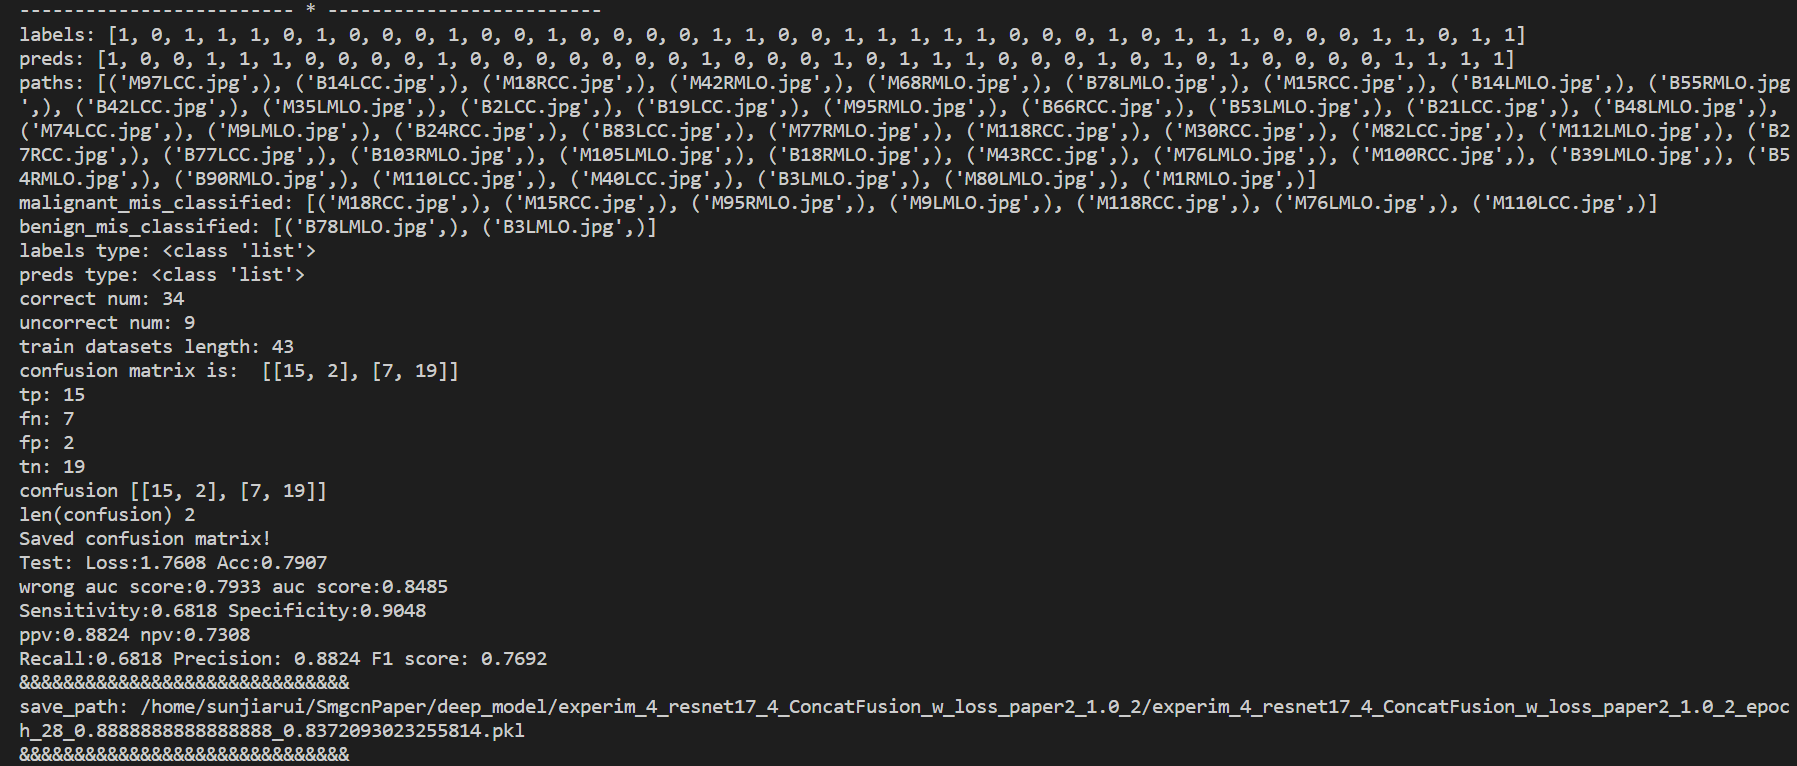 ------------------------- * -------------------------
labels: [1, 0, 1, 1, 1, 0, 1, 0, 0, 0, 1, 0, 0, 1, 0, 0, 0, 0, 1, 1, 0, 0, 1, 1, 1, 1, 1, 0, 0, 0, 1, 0, 1, 1, 1, 0, 0, 0, 1, 1, 0, 1, 1]
preds: [1, 0, 0, 1, 1, 1, 0, 0, 0, 0, 1, 0, 0, 0, 0, 0, 0, 0, 1, 0, 0, 0, 1, 0, 1, 1, 1, 0, 0, 0, 1, 0, 1, 0, 1, 0, 0, 0, 0, 1, 1, 1, 1]
paths: [('M97LCC.jpg',), ('B14LCC.jpg',), ('M18RCC.jpg',), ('M42RMLO.jpg',), ('M68RMLO.jpg',), ('B78LMLO.jpg',), ('M15RCC.jpg',), ('B14LMLO.jpg',), ('B55RMLO.jpg
',), ('B42LCC.jpg',), ('M35LMLO.jpg',), ('B2LCC.jpg',), ('B19LCC.jpg',), ('M95RMLO.jpg',), ('B66RCC.jpg',), ('B53LMLO.jpg',), ('B21LCC.jpg',), ('B48LMLO.jpg',),
('M74LCC.jpg',), ('M9LMLO.jpg',), ('B24RCC.jpg',), ('B83LCC.jpg',), ('M77RMLO.jpg',), ('M118RCC.jpg',), ('M30RCC.jpg',), ('M82LCC.jpg',), ('M112LMLO.jpg',), ('B2
7RCC.jpg',), ('B77LCC.jpg',), ('B103RMLO.jpg',), ('M105LMLO.jpg',), ('B18RMLO.jpg',), ('M43RCC.jpg',), ('M76LMLO.jpg',), ('M100RCC.jpg',), ('B39LMLO.jpg',), ('B5
4RMLO.jpg',), ('B90RMLO.jpg',), ('M110LCC.jpg',), ('M40LCC.jpg',), ('B3LMLO.jpg',), ('M80LMLO.jpg',), ('M1RMLO.jpg',)]
malignant_mis_classified: [('M18RCC.jpg',), ('M15RCC.jpg',), ('M95RMLO.jpg',), ('M9LMLO.jpg',), ('M118RCC.jpg',), ('M76LMLO.jpg',), ('M110LCC.jpg',)]
benign_mis_classified: [('B78LMLO.jpg',), ('B3LMLO.jpg',)]
labels type: <class 'list'>
preds type: <class 'list'>
correct num: 34
uncorrect num: 9
train datasets length: 43
confusion matrix is:  [[15, 2], [7, 19]]
tp: 15
fn: 7
fp: 2
tn: 19
confusion [[15, 2], [7, 19]]
len(confusion) 2
Saved confusion matrix!
Test: Loss:1.7608 Acc:0.7907
wrong auc score:0.7933 auc score:0.8485
Sensitivity:0.6818 Specificity:0.9048
ppv:0.8824 npv:0.7308
Recall:0.6818 Precision: 0.8824 F1 score: 0.7692
&&&&&&&&&&&&&&&&&&&&&&&&&&&&&&
save_path: /home/sunjiarui/SmgcnPaper/deep_model/experim_4_resnet17_4_ConcatFusion_w_loss_paper2_1.0_2/experim_4_resnet17_4_ConcatFusion_w_loss_paper2_1.0_2_epoc
h_28_0.8888888888888888_0.8372093023255814.pkl
&&&&&&&&&&&&&&&&&&&&&&&&&&&&&&